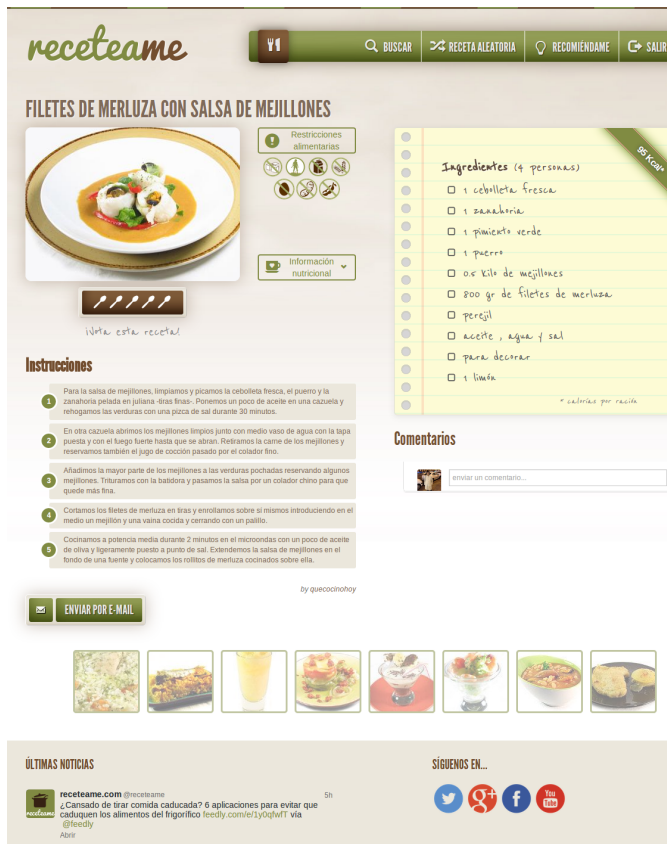 receteame
BUSCAR
RECETA ALEATORIA
RECOMIÉNDAME
SALIR
FILETES DE MERLUZA CON SALSA DE MEJILLONES
Restricciones
alimentarias
Información
nutricional
¡Vota esta receta!
95 Kcal*
Ingredientes (4 personas)
1 cebolleta fresca
1 zanahoria
1 pimiento verde
1 puerro
0.5 kilo de mejillones
800 gr de filetes de merluza
perejil
aceite , agua y sal
para decorar
1 limón
* calorías por ración
Instrucciones
1
Para la salsa de mejillones, limpiamos y picamos la cebolleta fresca, el puerro y la
zanahoria pelada en juliana -tiras finas-. Ponemos un poco de aceite en una cazuela y
rehogamos las verduras con una pizca de sal durante 30 minutos.
2
En otra cazuela abrimos los mejillones junto con medio vaso de agua con la tapa
puesta y con el fuego fuerte hasta que se abran. Retiramos la carne de los mejillones y
reservamos también el jugo de cocción pasado por el colador fino.
3
Añadimos la mayor parte de los mejillones a las verduras pochadas reservando algunos
mejillones. Trituramos con la batidora y pasamos la salsa por un colador chino para que
quede más fina.
4
Cortamos los filetes de merluza en tiras y enrollamos sobre sí mismos introduciendo en el
medio un mejillón y una vaina cocida y cerrando con un palillo.
5
Cocinamos a potencia media durante 2 minutos en el microondas con un poco de aceite
de oliva y ligeramente puesto a punto de sal. Extendemos la salsa de mejillones en el
fondo de una fuente y colocamos los rollitos de merluza cocinados sobre ella.
by quecocinohoy
Comentarios
enviar un comentario...
ENVIAR POR E-MAIL
ÚLTIMAS NOTICIAS
receteame
receteame.com @receteame 5h
¿Cansado de tirar comida caducada? 6 aplicaciones para evitar que
caduquen los alimentos del frigorífico feedly.com/e/1y0qfwfT vía
@feedly
Abrir
SÍGUENOS EN...
g+
f
You
Tube